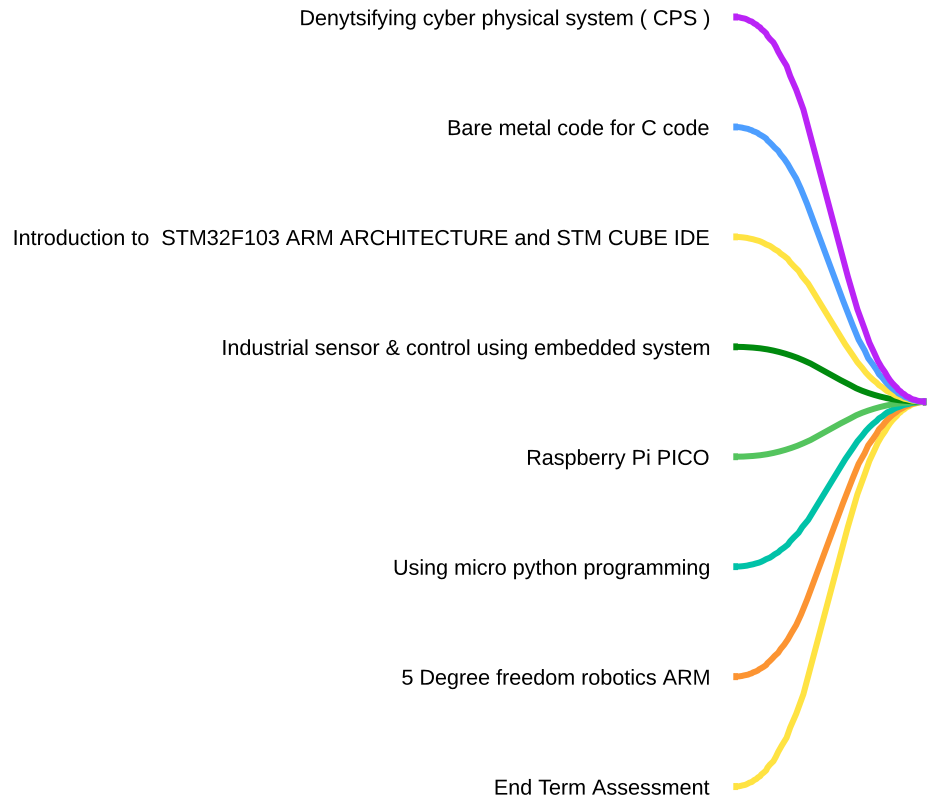 Denytsifying cyber physical system ( CPS )
Bare metal code for C code
Introduction to  STM32F103 ARM ARCHITECTURE and STM CUBE IDE
Industrial sensor & control using embedded system
Raspberry Pi PICO
Using micro python programming
5 Degree freedom robotics ARM
End Term Assessment